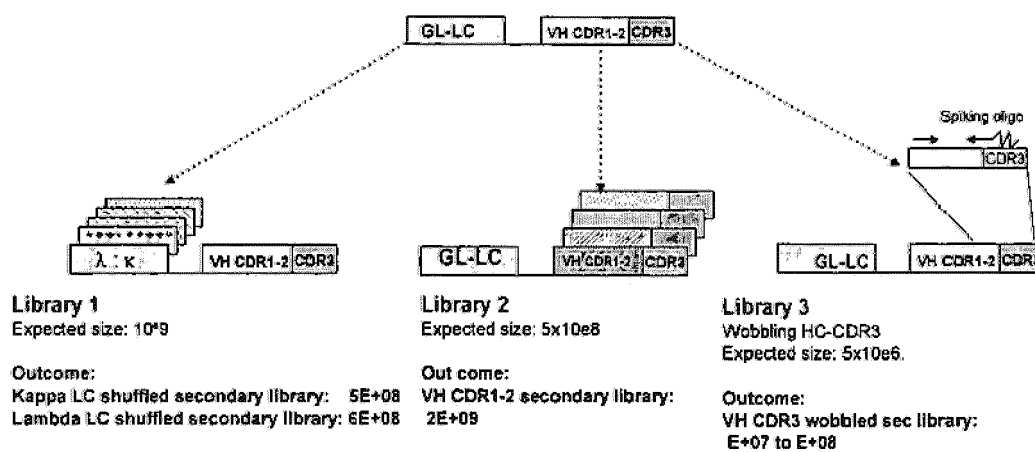 GL-LC
VH CDR1-2 CDR3
Spiking oligo
CDR3
λ : κ VH CDR1-2 CDR3
GL-LC VH CDR1-2 CDR3
GL-LC VH CDR1-2 CDR3
Library 1
Expected size: 10*9
Outcome:
Kappa LC shuffled secondary library: 5E+08
Lambda LC shuffled secondary library: 6E+08
Library 2
Expected size: 5x10e8
Out come:
VH CDR1-2 secondary library:
2E+09
Library 3
Wobbling HC-CDR3
Expected size: 5x10e6.
Outcome:
VH CDR3 wobbled sec library:
E+07 to E+08